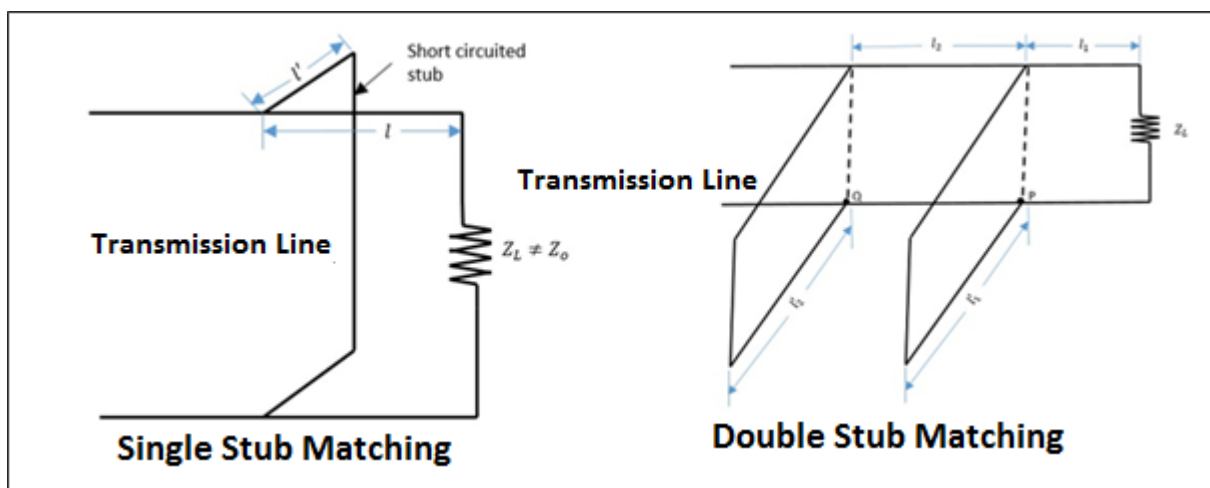 Short circuited
stub
l'
l
Transmission Line
Z_L ≠ Z_o
Single Stub Matching
l₂
l₁
Z_L
Transmission Line
Q
P
Double Stub Matching